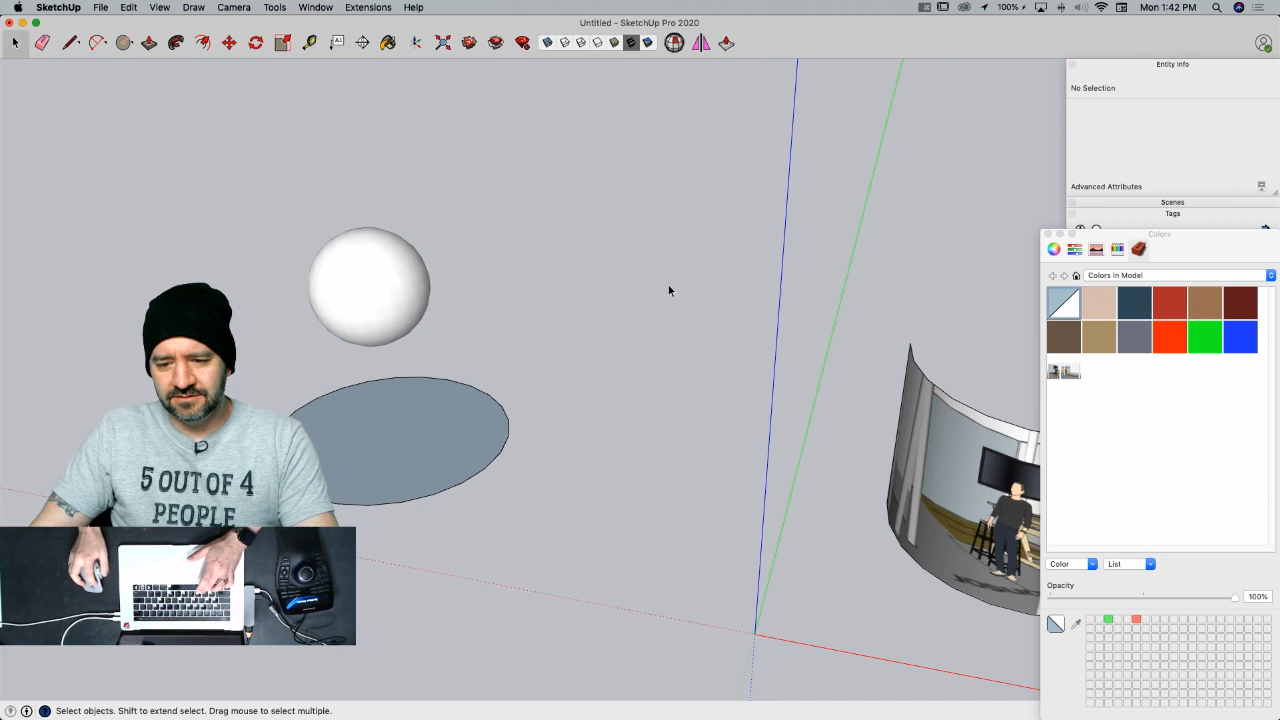 SketchUp File Edit View Draw Camera Tools Window Extensions Help 100% Mon 1:42 PM
Untitled - SketchUp Pro 2020
Entity Info
No Selection
Advanced Attributes
Scenes
Tags
Colors
Colors In Model
Color List
Opacity
100%
5 OUT OF 4
PEOPLE
Select objects. Shift to extend select. Drag mouse to select multiple.